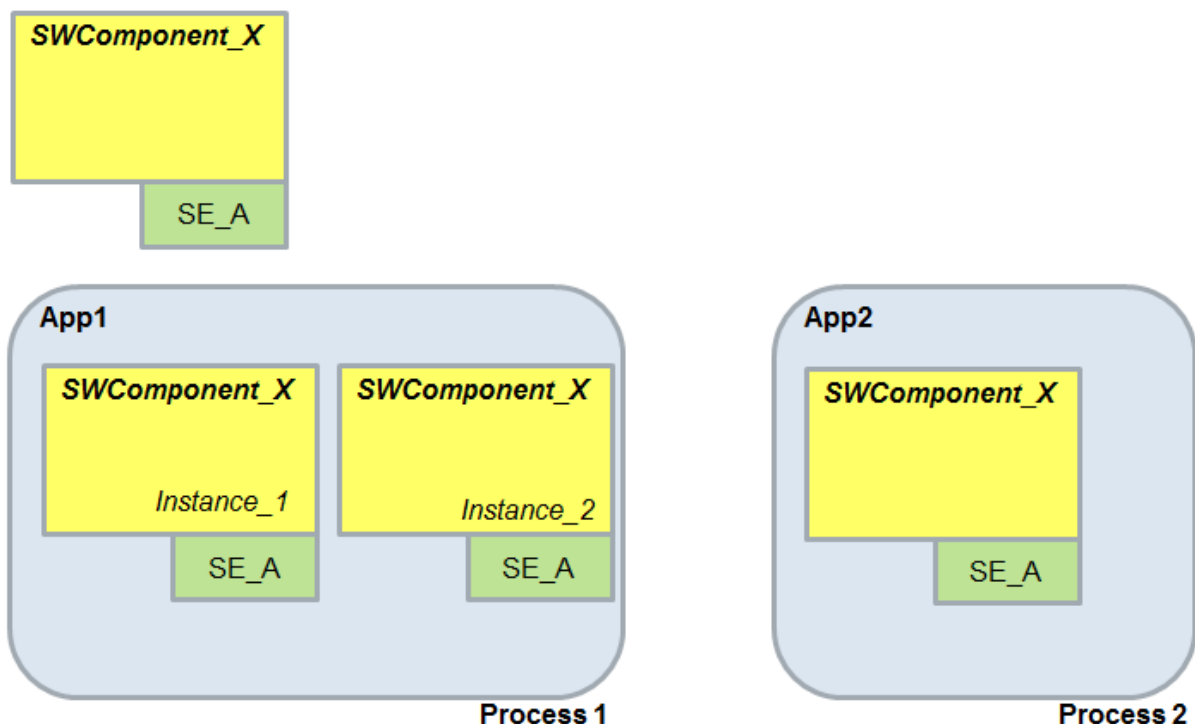 SWComponent_X
SE_A
App1
SWComponent_X
Instance_1
SE_A
SWComponent_X
Instance_2
SE_A
Process 1
App2
SWComponent_X
SE_A
Process 2